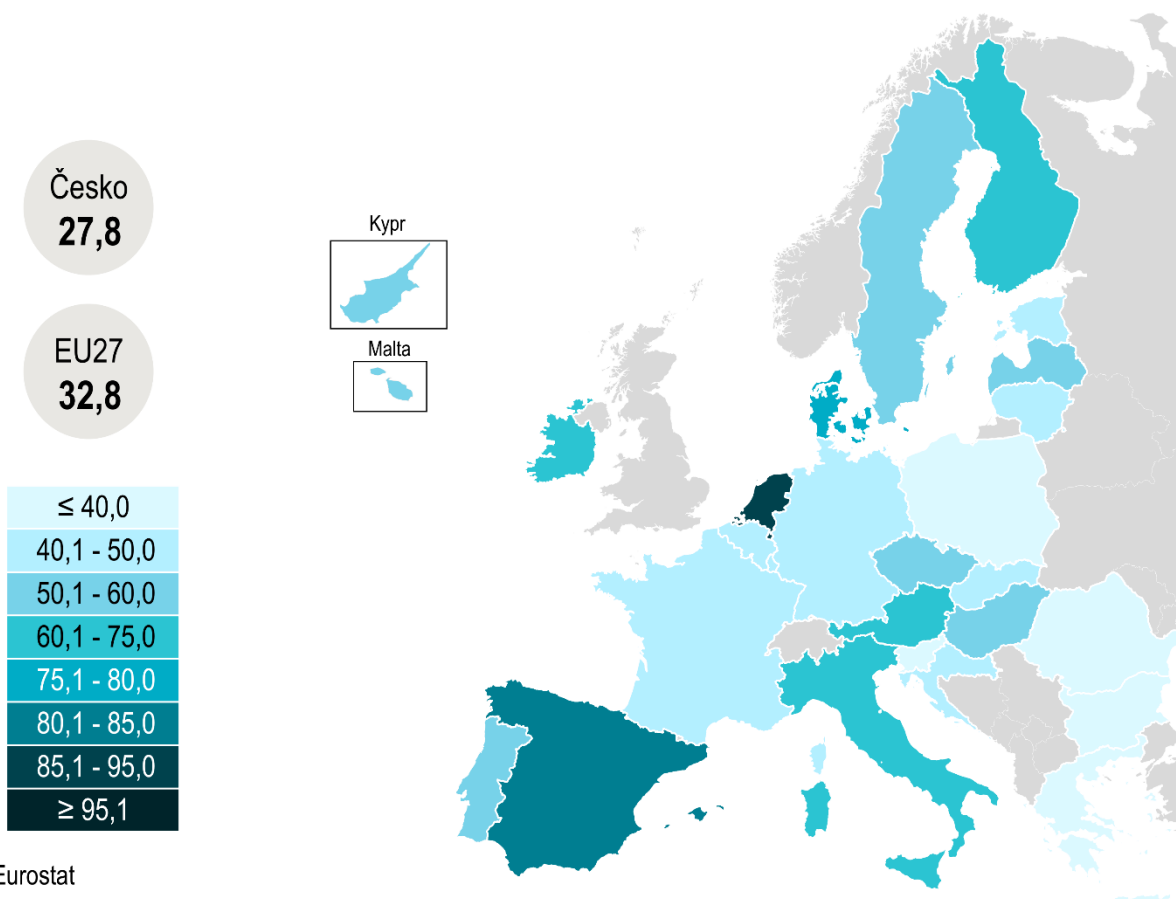 Česko
27,8
EU27
32,8
Kypr
Malta
≤ 40,0
40,1 - 50,0
50,1 - 60,0
60,1 - 75,0
75,1 - 80,0
80,1 - 85,0
85,1 - 95,0
≥ 95,1
Eurostat